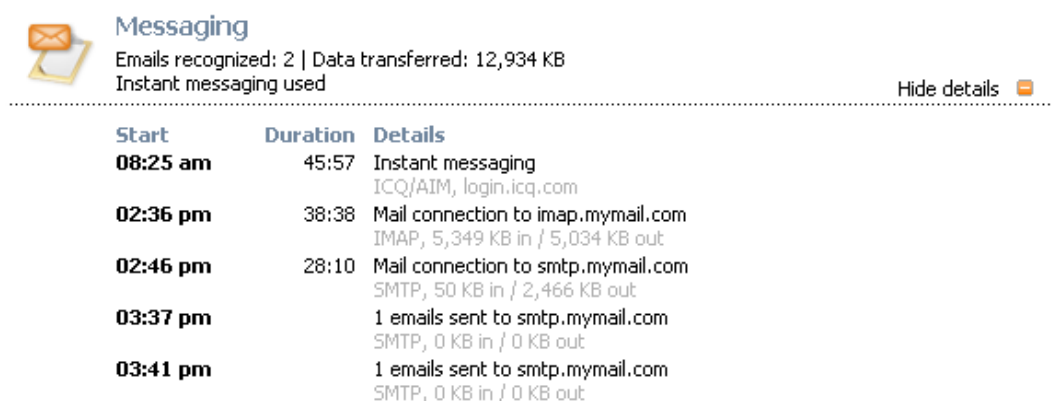 Messaging
Emails recognized: 2 | Data transferred: 12,934 KB
Instant messaging used
Hide details
Start Duration Details
08:25 am 45:57 Instant messaging
ICQ/AIM, login.icq.com
02:36 pm 38:38 Mail connection to imap.mymail.com
IMAP, 5,349 KB in / 5,034 KB out
02:46 pm 28:10 Mail connection to smtp.mymail.com
SMTP, 50 KB in / 2,466 KB out
03:37 pm 1 emails sent to smtp.mymail.com
SMTP, 0 KB in / 0 KB out
03:41 pm 1 emails sent to smtp.mymail.com
SMTP, 0 KB in / 0 KB out